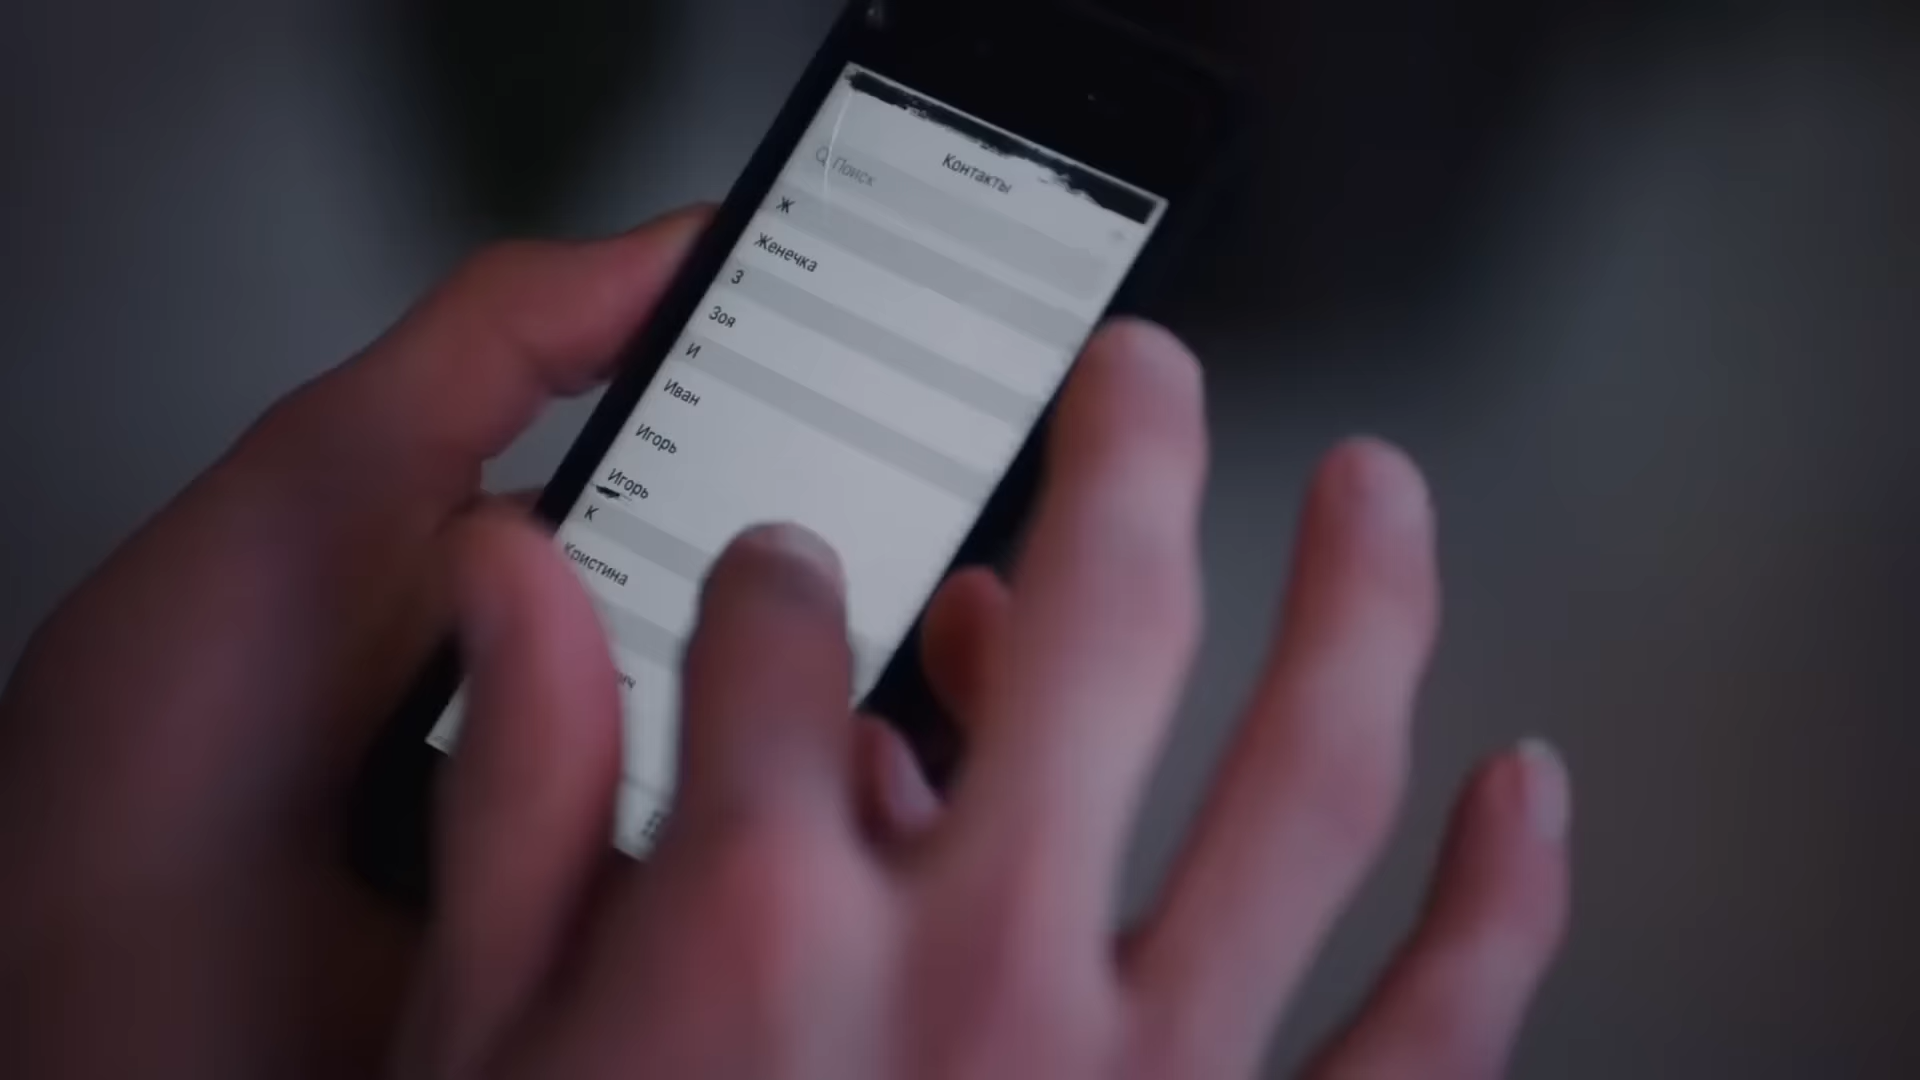 Контакты
Поиск
Ж
Женечка
З
Зоя
И
Иван
Игорь
Игорь
К
Кристина